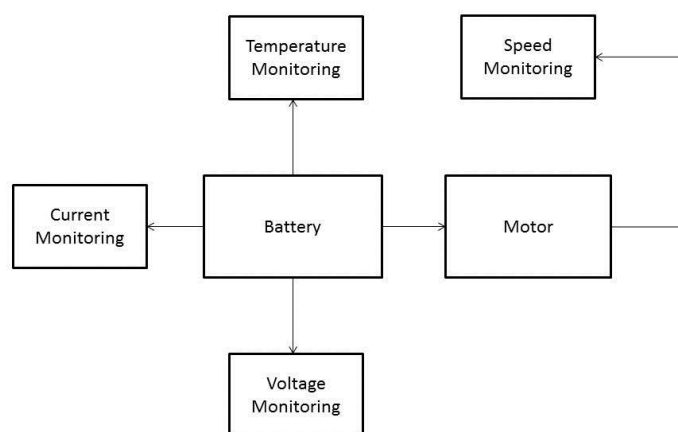 Temperature
Monitoring
Speed
Monitoring
Current
Monitoring
Battery
Motor
Voltage
Monitoring